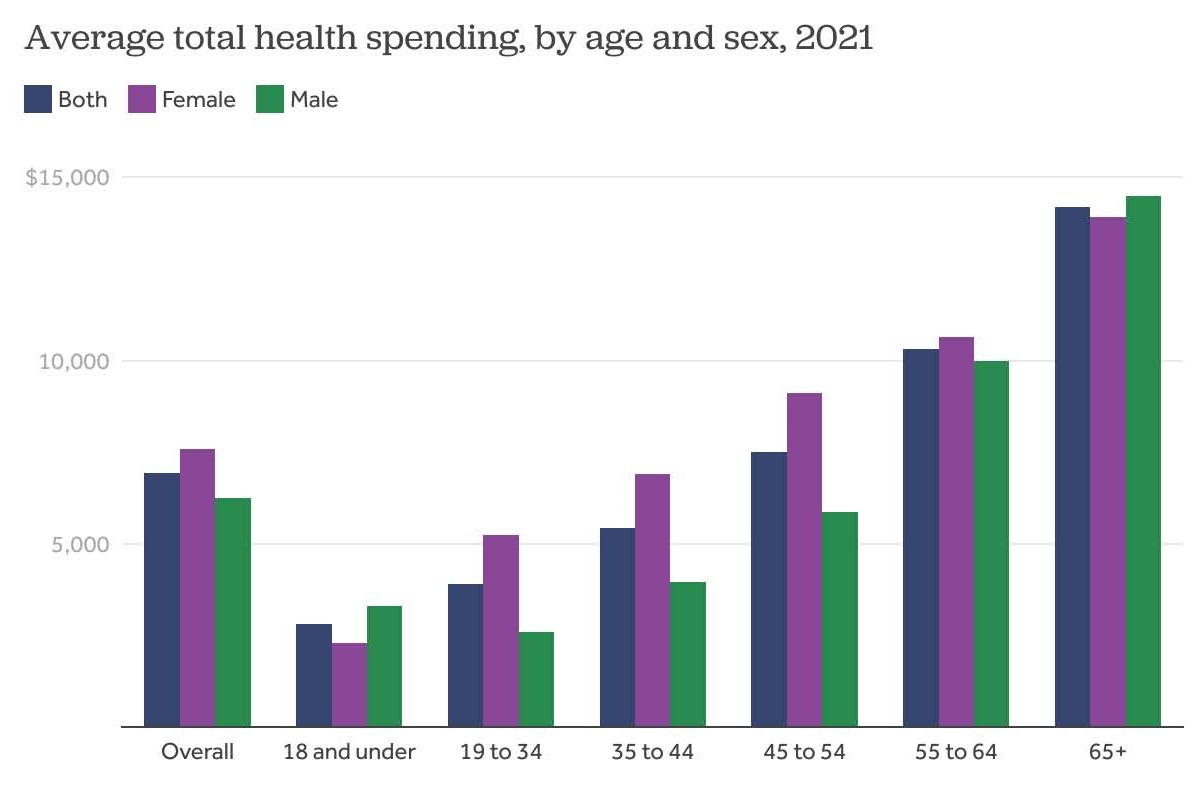 Average total health spending, by age and sex, 2021
Both Female Male
$15,000
10,000
5,000
Overall 18 and under 19 to 34 35 to 44 45 to 54 55 to 64 65+